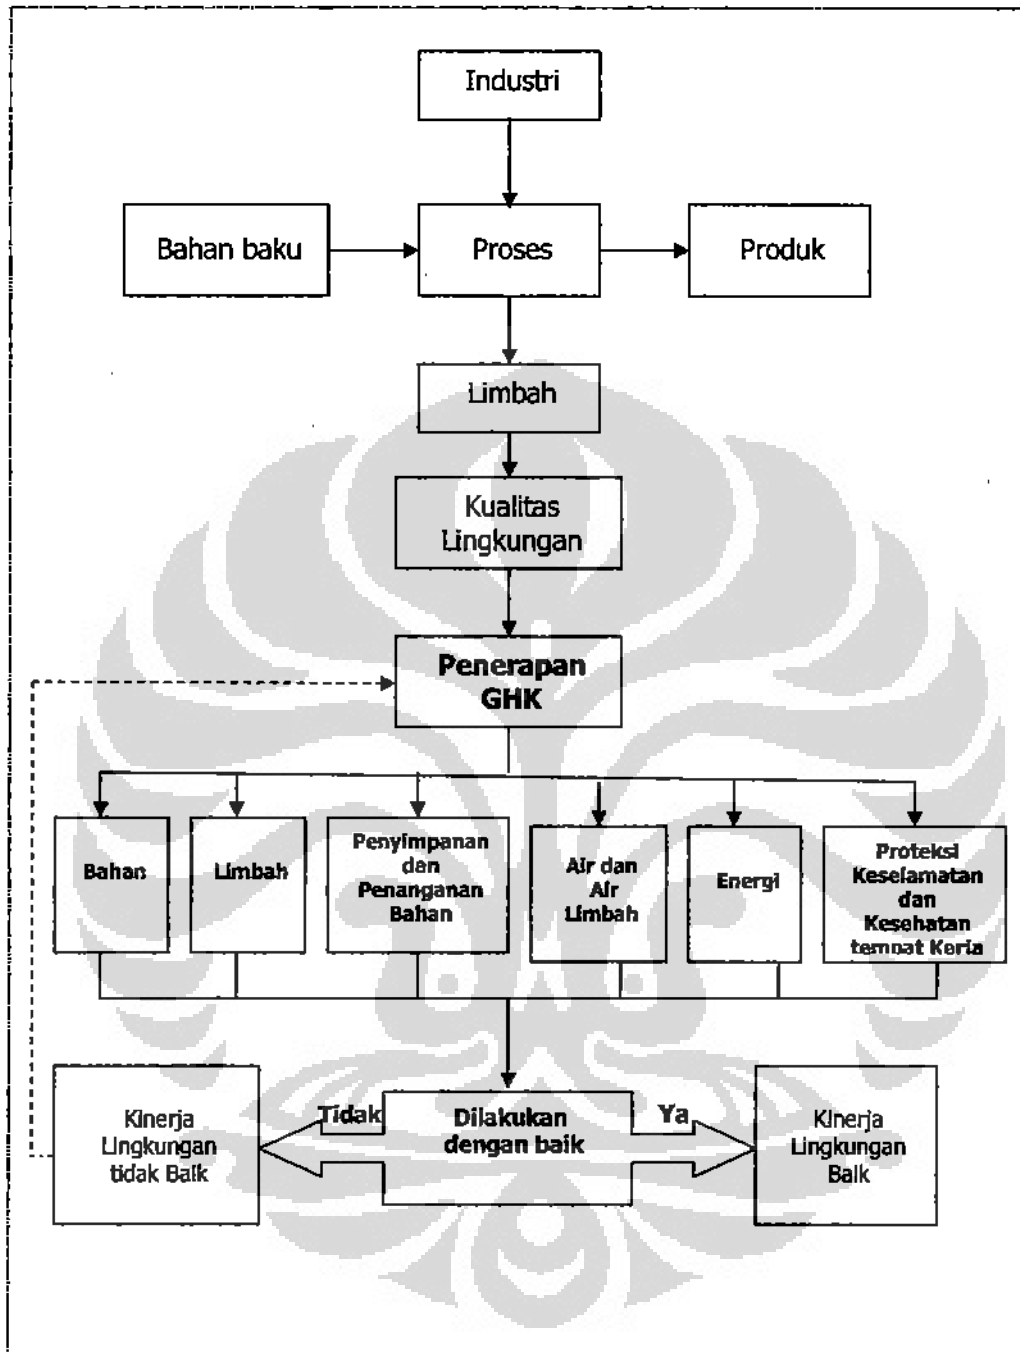 Industri
Bahan baku
Proses
Produk
Limbah
Kualitas
Lingkungan
Penerapan
GHK
Bahan
Limbah
Penyimpanan
dan
Penanganan
Bahan
Air dan
Air
Limbah
Energi
Proteksi
Keselamatan
dan
Kesehatan
tempat Kerja
Kinerja
Lingkungan
tidak Baik
Tidak
Dilakukan
dengan baik
Ya
Kinerja
Lingkungan
Baik